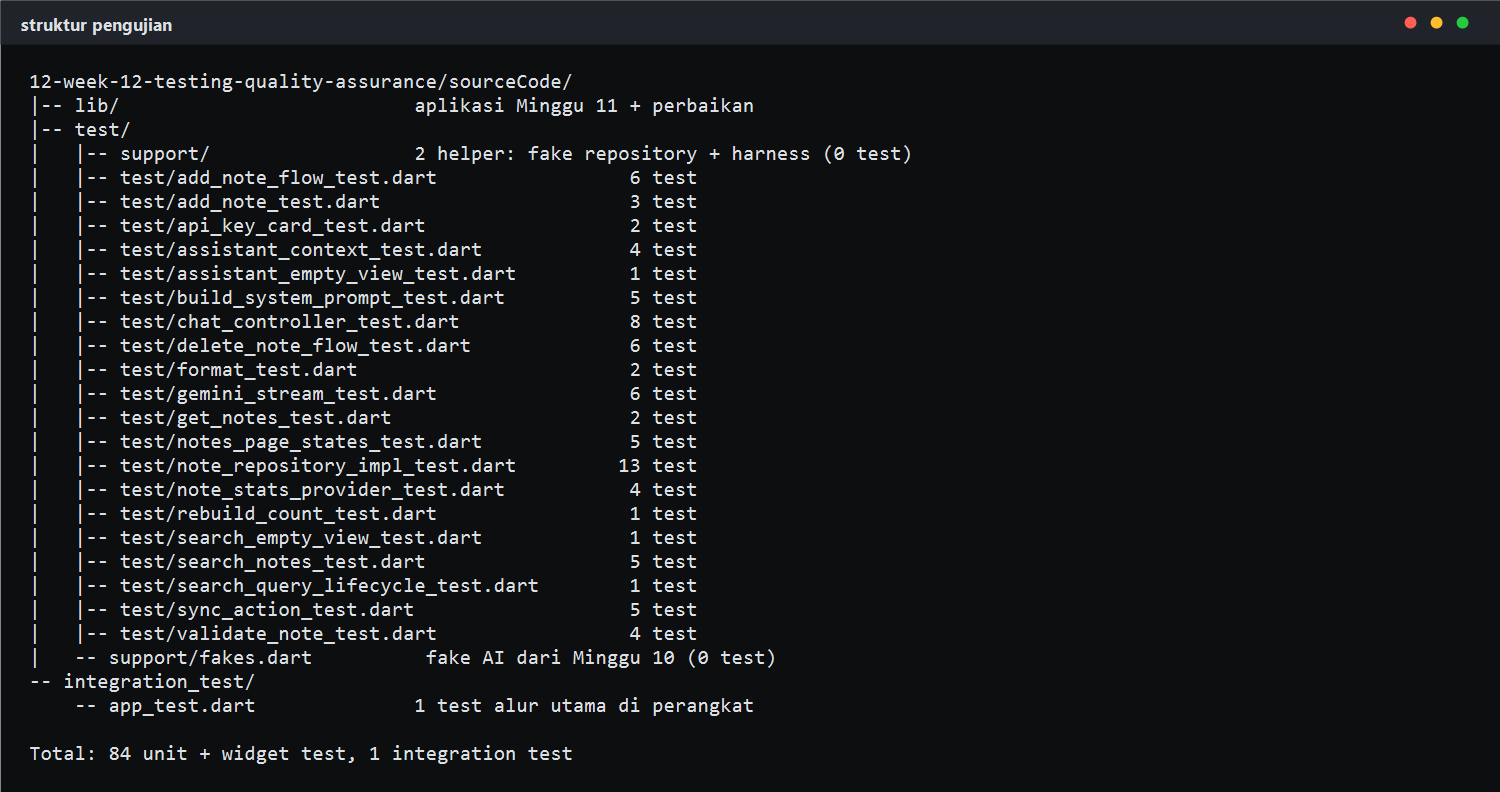 struktur pengujian
12-week-12-testing-quality-assurance/sourceCode/
|-- lib/                          aplikasi Minggu 11 + perbaikan
|-- test/
|   |-- support/                  2 helper: fake repository + harness (0 test)
|   |-- test/add_note_flow_test.dart                 6 test
|   |-- test/add_note_test.dart                      3 test
|   |-- test/api_key_card_test.dart                  2 test
|   |-- test/assistant_context_test.dart             4 test
|   |-- test/assistant_empty_view_test.dart          1 test
|   |-- test/build_system_prompt_test.dart           5 test
|   |-- test/chat_controller_test.dart               8 test
|   |-- test/delete_note_flow_test.dart              6 test
|   |-- test/format_test.dart                        2 test
|   |-- test/gemini_stream_test.dart                 6 test
|   |-- test/get_notes_test.dart                     2 test
|   |-- test/notes_page_states_test.dart             5 test
|   |-- test/note_repository_impl_test.dart         13 test
|   |-- test/note_stats_provider_test.dart           4 test
|   |-- test/rebuild_count_test.dart                 1 test
|   |-- test/search_empty_view_test.dart             1 test
|   |-- test/search_notes_test.dart                  5 test
|   |-- test/search_query_lifecycle_test.dart        1 test
|   |-- test/sync_action_test.dart                   5 test
|   |-- test/validate_note_test.dart                 4 test
|   -- support/fakes.dart          fake AI dari Minggu 10 (0 test)
-- integration_test/
    -- app_test.dart              1 test alur utama di perangkat
Total: 84 unit + widget test, 1 integration test